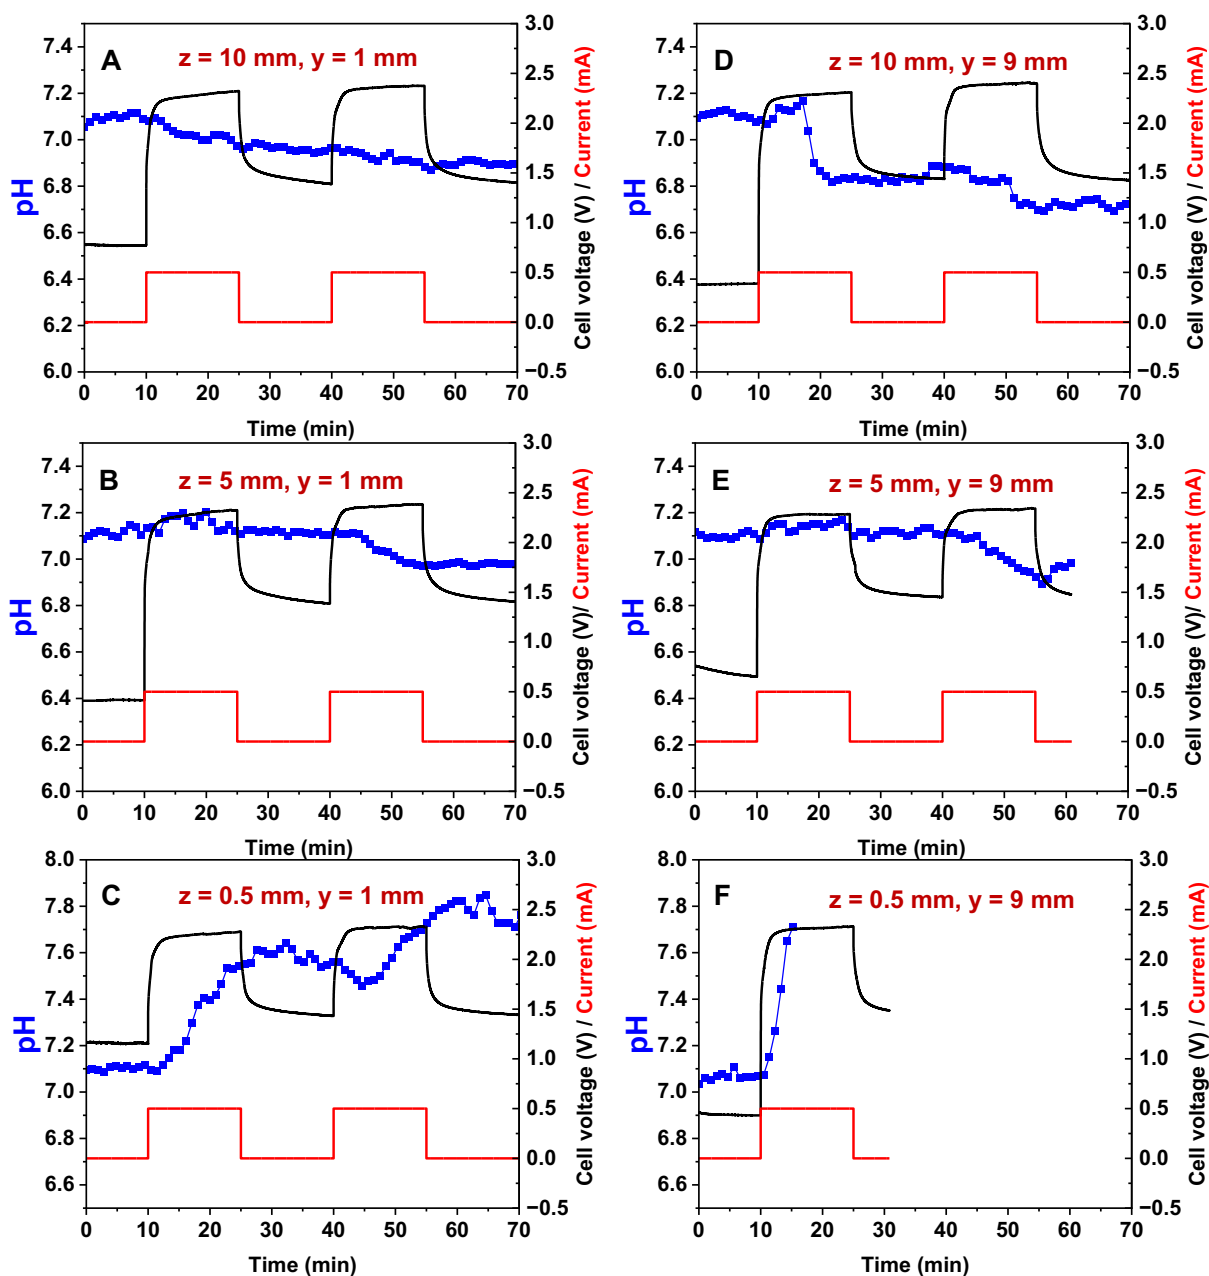 A
z = 10 mm, y = 1 mm
pH
7.4
7.2
7.0
6.8
6.6
6.4
6.2
6.0
3.0
2.5
2.0
1.5
1.0
0.5
0.0
−0.5
Cell voltage (V) / Current (mA)
0 10 20 30 40 50 60 70
Time (min)
D
z = 10 mm, y = 9 mm
pH
7.4
7.2
7.0
6.8
6.6
6.4
6.2
6.0
3.0
2.5
2.0
1.5
1.0
0.5
0.0
−0.5
Cell voltage (V) / Current (mA)
0 10 20 30 40 50 60 70
Time (min)
B
z = 5 mm, y = 1 mm
pH
7.4
7.2
7.0
6.8
6.6
6.4
6.2
6.0
3.0
2.5
2.0
1.5
1.0
0.5
0.0
−0.5
Cell voltage (V)/ Current (mA)
0 10 20 30 40 50 60 70
Time (min)
E
z = 5 mm, y = 9 mm
pH
7.4
7.2
7.0
6.8
6.6
6.4
6.2
6.0
3.0
2.5
2.0
1.5
1.0
0.5
0.0
−0.5
Cell voltage (V) / Current (mA)
0 10 20 30 40 50 60 70
Time (min)
C
z = 0.5 mm, y = 1 mm
pH
8.0
7.8
7.6
7.4
7.2
7.0
6.8
6.6
3.0
2.5
2.0
1.5
1.0
0.5
0.0
−0.5
Cell voltage (V) / Current (mA)
0 10 20 30 40 50 60 70
Time (min)
F
z = 0.5 mm, y = 9 mm
pH
8.0
7.8
7.6
7.4
7.2
7.0
6.8
6.6
3.0
2.5
2.0
1.5
1.0
0.5
0.0
−0.5
Cell voltage (V) / Current (mA)
0 10 20 30 40 50 60 70
Time (min)